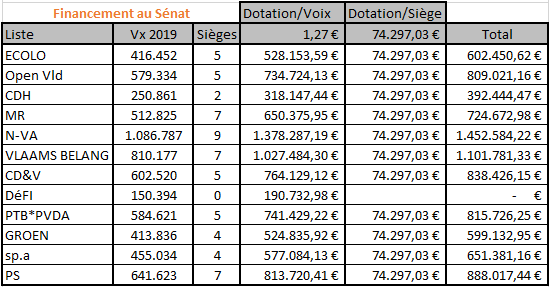 Financement au Sénat Dotation/Voix Dotation/Siège
Liste Vx 2019 Sièges 1,27 € 74.297,03 € Total
ECOLO 416.452 5 528.153,59 € 74.297,03 € 602.450,62 €
Open Vld 579.334 5 734.724,13 € 74.297,03 € 809.021,16 €
CDH 250.861 2 318.147,44 € 74.297,03 € 392.444,47 €
MR 512.825 7 650.375,95 € 74.297,03 € 724.672,98 €
N-VA 1.086.787 9 1.378.287,19 € 74.297,03 € 1.452.584,22 €
VLAAMS BELANG 810.177 7 1.027.484,30 € 74.297,03 € 1.101.781,33 €
CD&V 602.520 5 764.129,12 € 74.297,03 € 838.426,15 €
DéFI 150.394 0 190.732,98 € - €
PTB*PVDA 584.621 5 741.429,22 € 74.297,03 € 815.726,25 €
GROEN 413.836 4 524.835,92 € 74.297,03 € 599.132,95 €
sp.a 455.034 4 577.084,13 € 74.297,03 € 651.381,16 €
PS 641.623 7 813.720,41 € 74.297,03 € 888.017,44 €